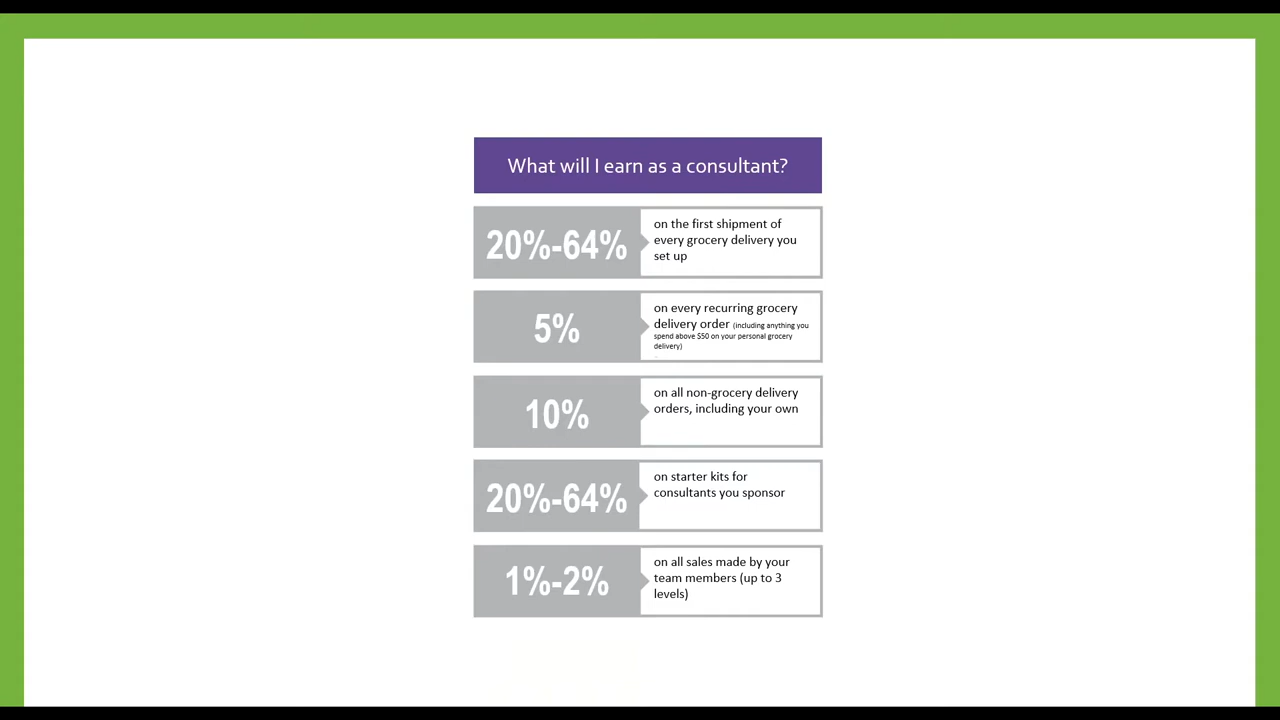 What will I earn as a consultant?
20%-64%
on the first shipment of
every grocery delivery you
set up
5%
on every recurring grocery
delivery order (including anything you
spend above $50 on your personal grocery
delivery)
10%
on all non-grocery delivery
orders, including your own
20%-64%
on starter kits for
consultants you sponsor
1%-2%
on all sales made by your
team members (up to 3
levels)